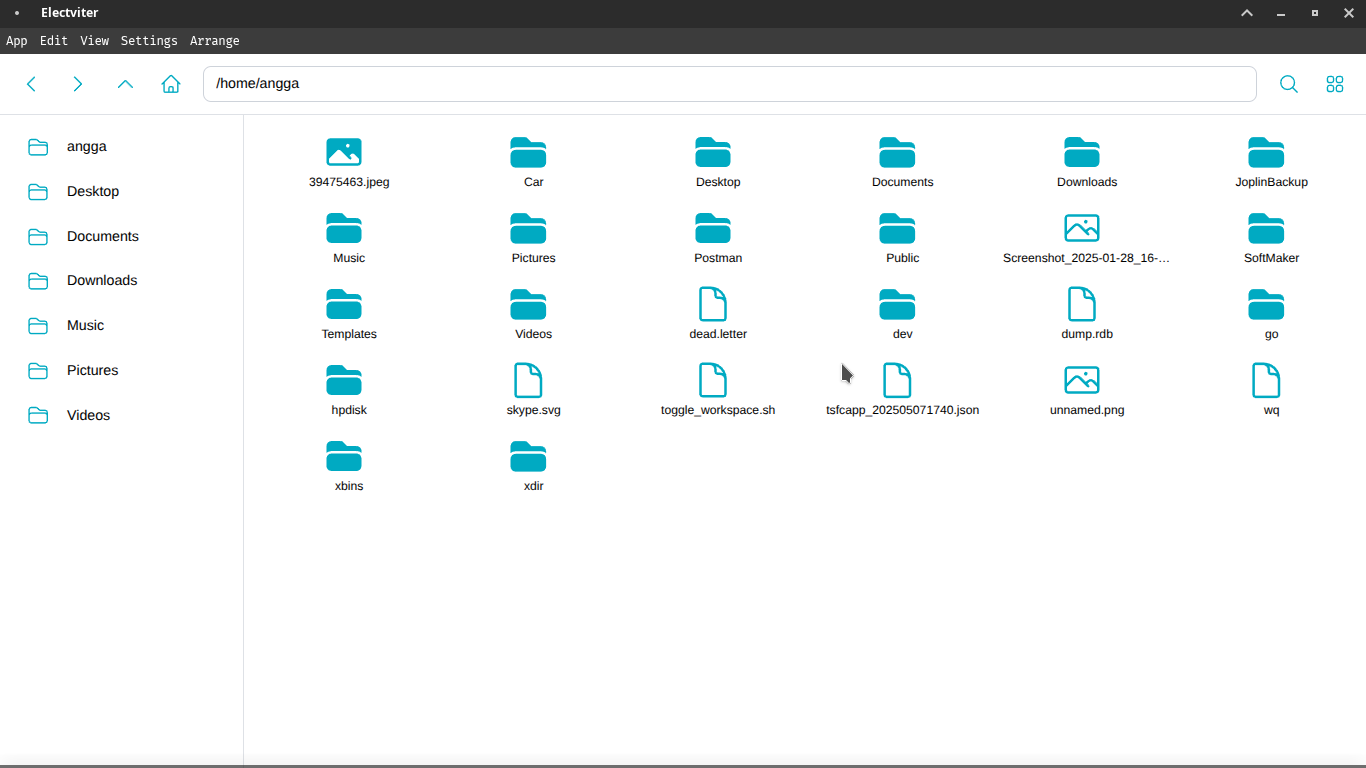 Electviter
App Edit View Settings Arrange
/home/angga
angga
Desktop
Documents
Downloads
Music
Pictures
Videos
39475463.jpeg Car Desktop Documents Downloads JoplinBackup
Music Pictures Postman Public Screenshot_2025-01-28_16-... SoftMaker
Templates Videos dead.letter dev dump.rdb go
hpdisk skype.svg toggle_workspace.sh tsfcapp_202505071740.json unnamed.png wq
xbins xdir